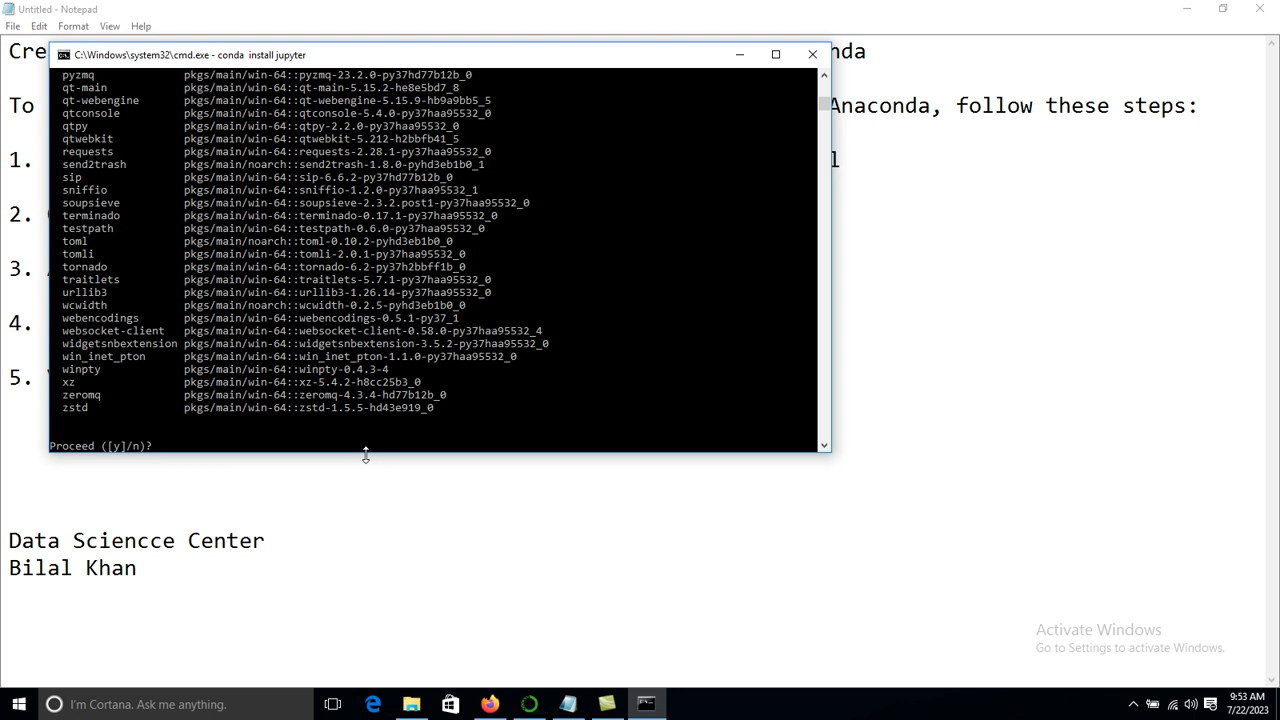 Untitled - Notepad
File Edit Format View Help
Cre
nda
C:\Windows\system32\cmd.exe - conda  install jupyter
pyzmq pkgs/main/win-64::pyzmq-23.2.0-py37hd77b12b_0
qt-main pkgs/main/win-64::qt-main-5.15.2-he8e5bd7_8
qt-webengine pkgs/main/win-64::qt-webengine-5.15.9-hb9a9bb5_5
qtconsole pkgs/main/win-64::qtconsole-5.4.0-py37haa95532_0
qtpy pkgs/main/win-64::qtpy-2.2.0-py37haa95532_0
qtwebkit pkgs/main/win-64::qtwebkit-5.212-h2bbfb41_5
requests pkgs/main/win-64::requests-2.28.1-py37haa95532_0
send2trash pkgs/main/noarch::send2trash-1.8.0-pyhd3eb1b0_1
sip pkgs/main/win-64::sip-6.6.2-py37hd77b12b_0
sniffio pkgs/main/win-64::sniffio-1.2.0-py37haa95532_1
soupsieve pkgs/main/win-64::soupsieve-2.3.2.post1-py37haa95532_0
terminado pkgs/main/win-64::terminado-0.17.1-py37haa95532_0
testpath pkgs/main/win-64::testpath-0.6.0-py37haa95532_0
toml pkgs/main/noarch::toml-0.10.2-pyhd3eb1b0_0
tomli pkgs/main/win-64::tomli-2.0.1-py37haa95532_0
tornado pkgs/main/win-64::tornado-6.2-py37h2bbff1b_0
traitlets pkgs/main/win-64::traitlets-5.7.1-py37haa95532_0
urllib3 pkgs/main/win-64::urllib3-1.26.14-py37haa95532_0
wcwidth pkgs/main/noarch::wcwidth-0.2.5-pyhd3eb1b0_0
webencodings pkgs/main/win-64::webencodings-0.5.1-py37_1
websocket-client pkgs/main/win-64::websocket-client-0.58.0-py37haa95532_4
widgetsnbextension pkgs/main/win-64::widgetsnbextension-3.5.2-py37haa95532_0
win_inet_pton pkgs/main/win-64::win_inet_pton-1.1.0-py37haa95532_0
winpty pkgs/main/win-64::winpty-0.4.3-4
xz pkgs/main/win-64::xz-5.4.2-h8cc25b3_0
zeromq pkgs/main/win-64::zeromq-4.3.4-hd77b12b_0
zstd pkgs/main/win-64::zstd-1.5.5-hd43e919_0
Proceed ([y]/n)?
To
Anaconda, follow these steps:
1.
2.
3.
4.
5.
Data Sciencce Center
Bilal Khan
Activate Windows
Go to Settings to activate Windows.
I'm Cortana. Ask me anything.
9:53 AM
7/22/2023